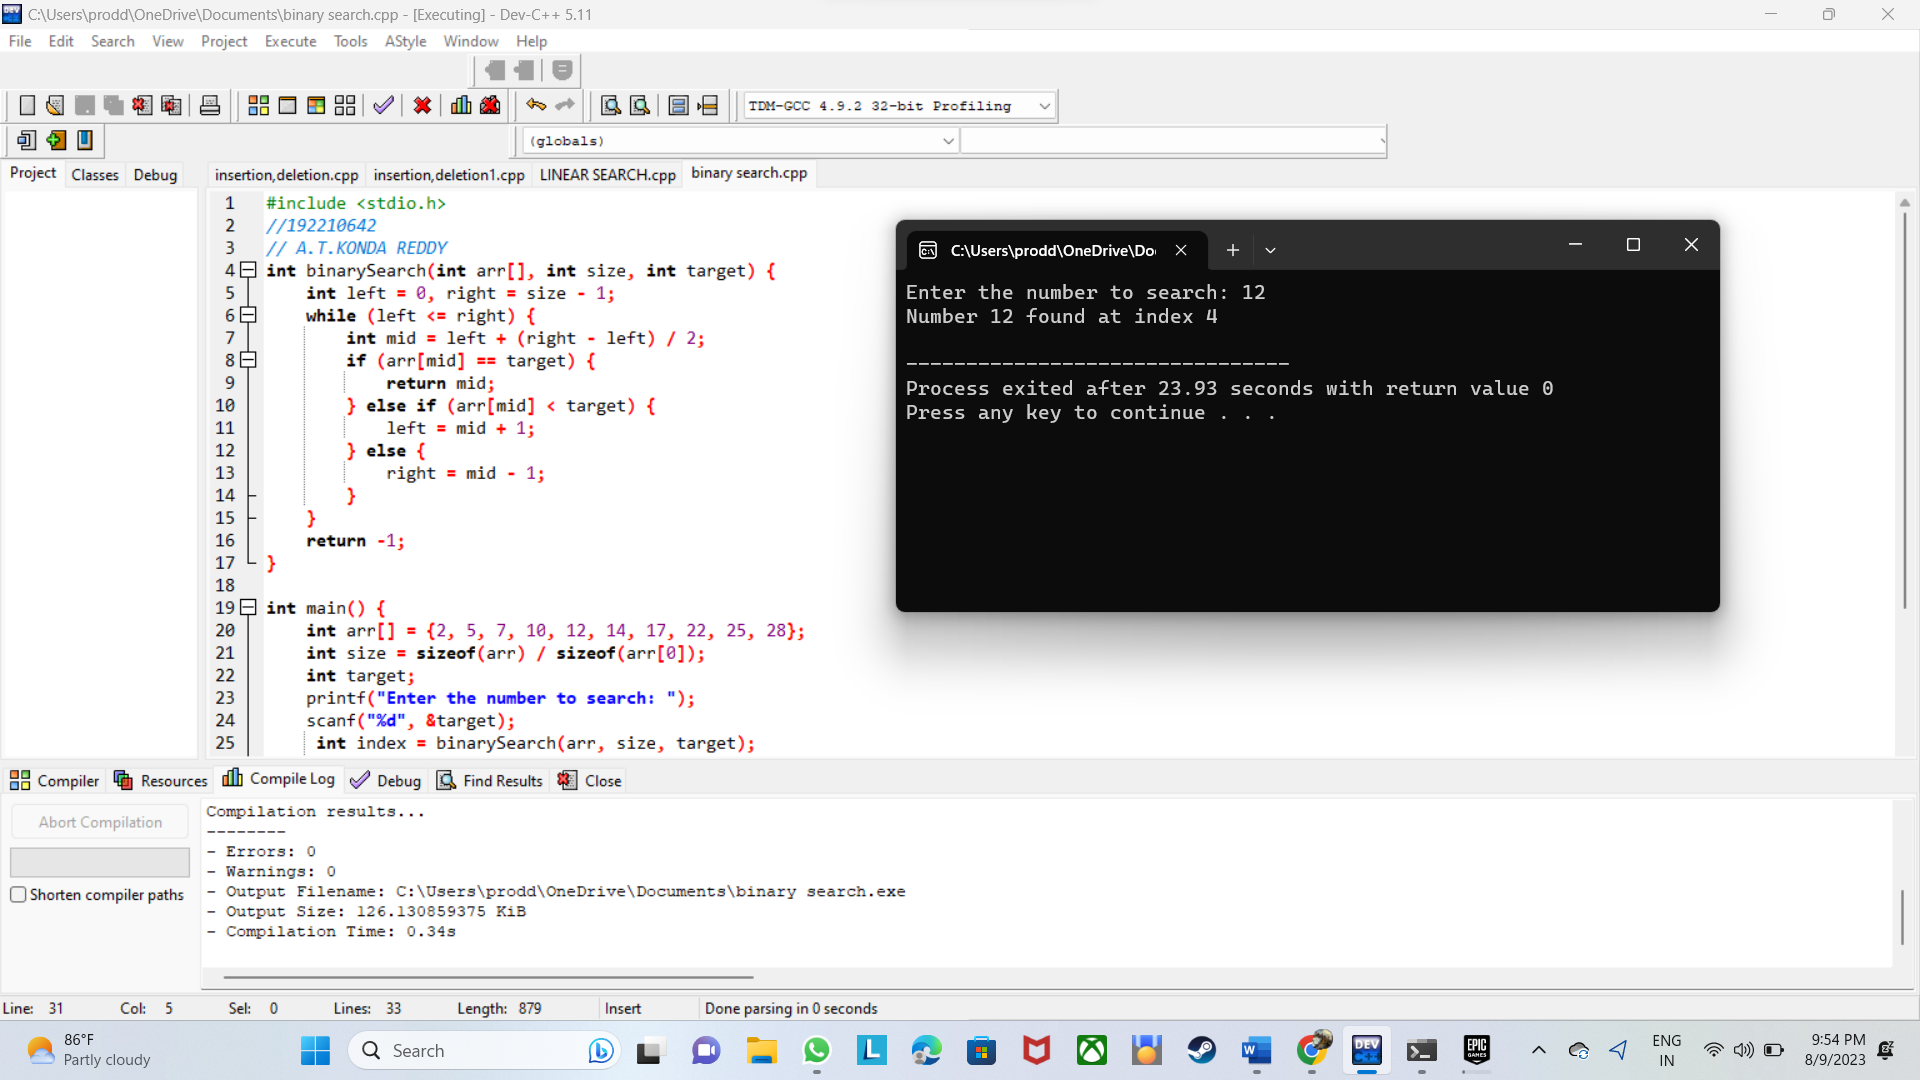 C:\Users\prodd\OneDrive\Documents\binary search.cpp - [Executing] - Dev-C++ 5.11
File Edit Search View Project Execute Tools AStyle Window Help
TDM-GCC 4.9.2 32-bit Profiling
(globals)
Project Classes Debug
insertion,deletion.cpp insertion,deletion1.cpp LINEAR SEARCH.cpp binary search.cpp
1 #include <stdio.h>
2 //192210642
3 // A.T.KONDA REDDY
4 int binarySearch(int arr[], int size, int target) {
5 int left = 0, right = size - 1;
6 while (left <= right) {
7 int mid = left + (right - left) / 2;
8 if (arr[mid] == target) {
9 return mid;
10 } else if (arr[mid] < target) {
11 left = mid + 1;
12 } else {
13 right = mid - 1;
14 }
15 }
16 return -1;
17 }
18
19 int main() {
20 int arr[] = {2, 5, 7, 10, 12, 14, 17, 22, 25, 28};
21 int size = sizeof(arr) / sizeof(arr[0]);
22 int target;
23 printf("Enter the number to search: ");
24 scanf("%d", &target);
25 int index = binarySearch(arr, size, target);
C:\Users\prodd\OneDrive\Do
Enter the number to search: 12
Number 12 found at index 4
--------------------------------
Process exited after 23.93 seconds with return value 0
Press any key to continue . . .
Compiler Resources Compile Log Debug Find Results Close
Abort Compilation
Shorten compiler paths
Compilation results...
--------
- Errors: 0
- Warnings: 0
- Output Filename: C:\Users\prodd\OneDrive\Documents\binary search.exe
- Output Size: 126.130859375 KiB
- Compilation Time: 0.34s
Line: 31 Col: 5 Sel: 0 Lines: 33 Length: 879 Insert Done parsing in 0 seconds
86°F
Partly cloudy
Search
DEV
EPIC
GAMES
ENG
IN
9:54 PM
8/9/2023